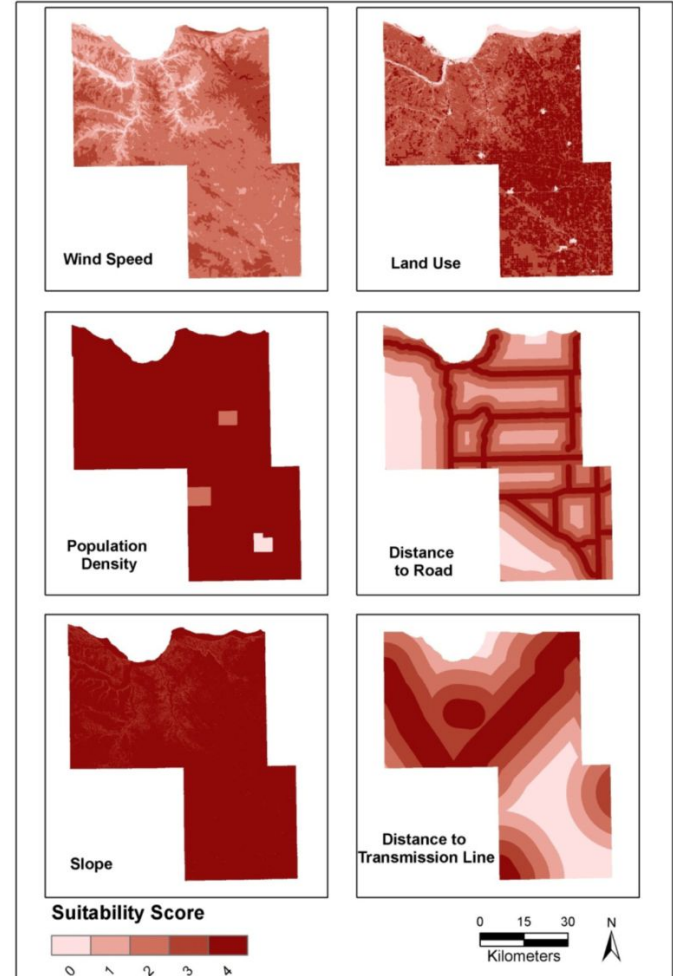 Wind Speed
Land Use
Population
Density
Distance
to Road
Slope
Distance to
Transmission Line
Suitability Score
0 1 2 3 4
0 15 30
Kilometers
N